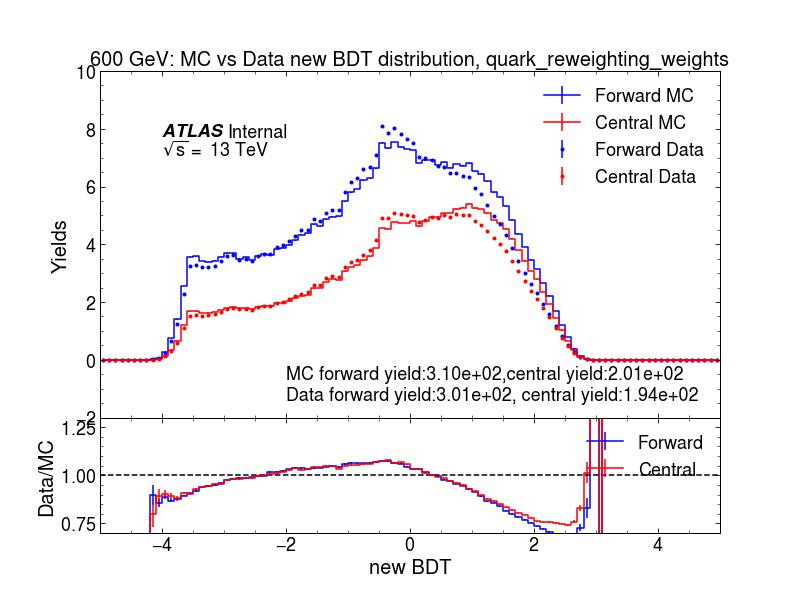 600 GeV: MC vs Data new BDT distribution, quark_reweighting_weights
10
8
6
4
2
0
−2
Yields
ATLAS Internal
√s = 13 TeV
Forward MC
Central MC
Forward Data
Central Data
MC forward yield:3.10e+02,central yield:2.01e+02
Data forward yield:3.01e+02, central yield:1.94e+02
1.25
1.00
0.75
Data/MC
Forward
Central
−4 −2 0 2 4
new BDT